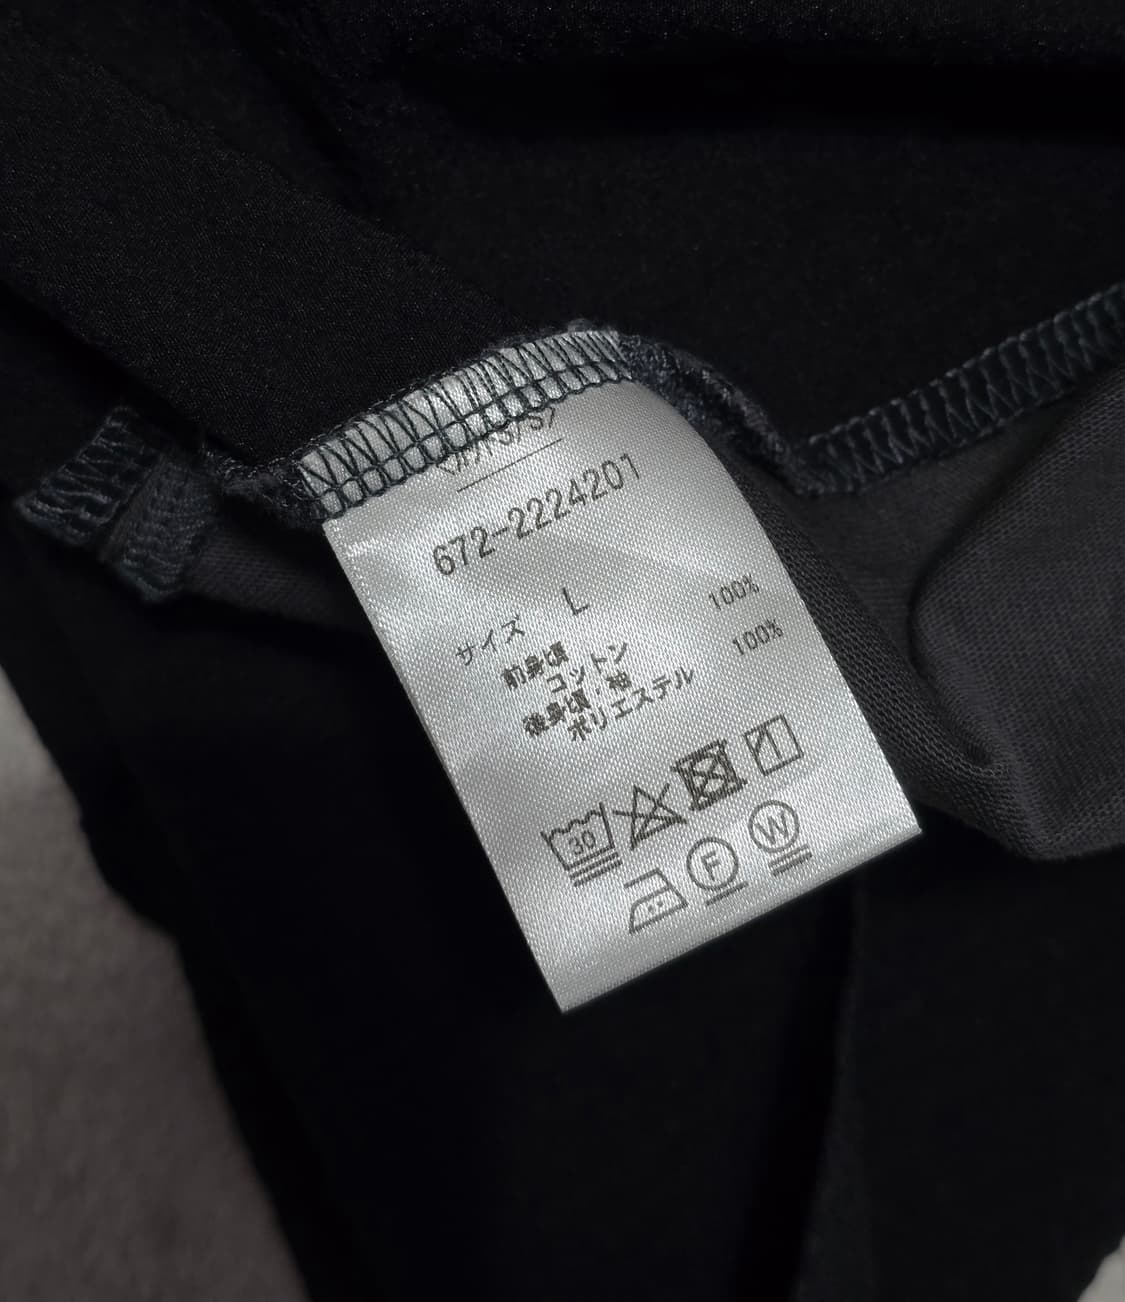 672-2224201
サイズ L
前身頃
コットン 100%
後身頃・袖
ポリエステル 100%
30
F W